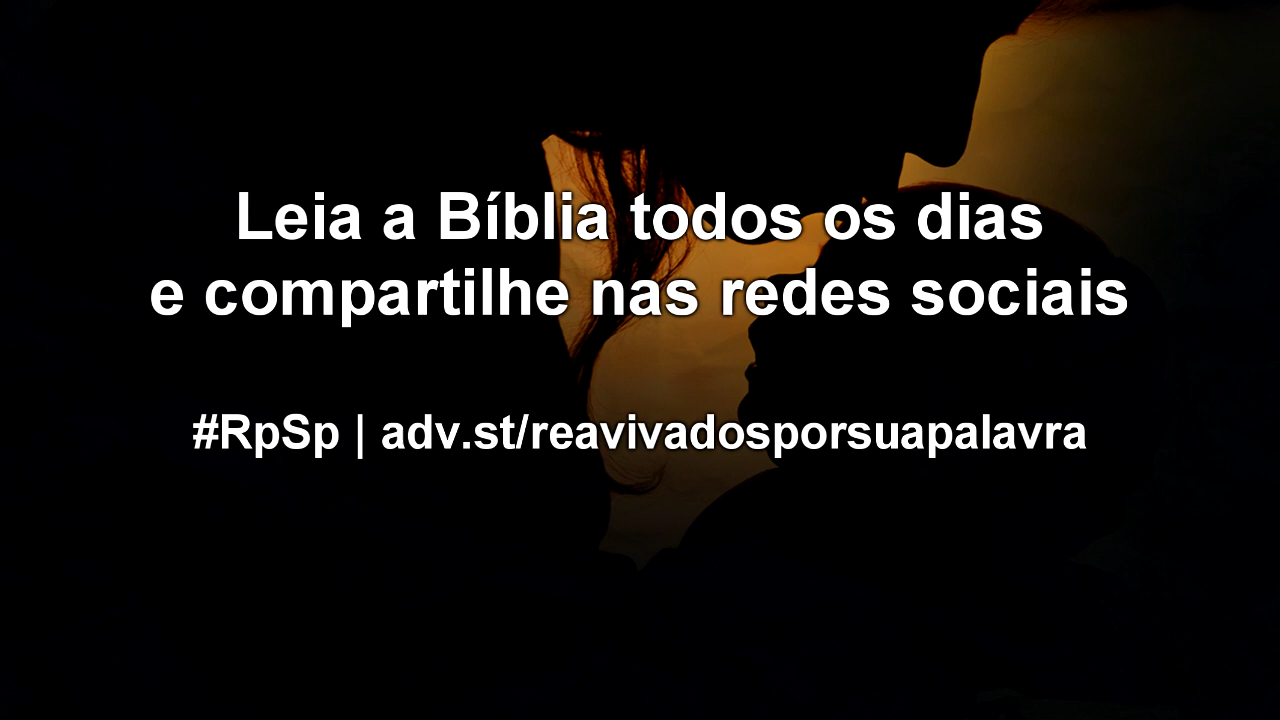 Leia a Bíblia todos os dias
e compartilhe nas redes sociais
#RpSp | adv.st/reavivadosporsuapalavra